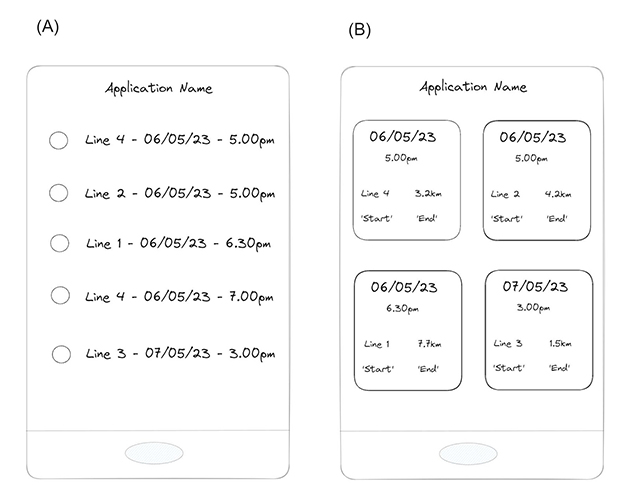 (A)
Application Name
Line 4 - 06/05/23 - 5.00pm
Line 2 - 06/05/23 - 5.00pm
Line 1 - 06/05/23 - 6.30pm
Line 4 - 06/05/23 - 7.00pm
Line 3 - 07/05/23 - 3.00pm
(B)
Application Name
06/05/23
5.00pm
Line 4 3.2km
'Start' 'End'
06/05/23
5.00pm
Line 2 4.2km
'Start' 'End'
06/05/23
6.30pm
Line 1 7.7km
'Start' 'End'
07/05/23
3.00pm
Line 3 1.5km
'Start' 'End'